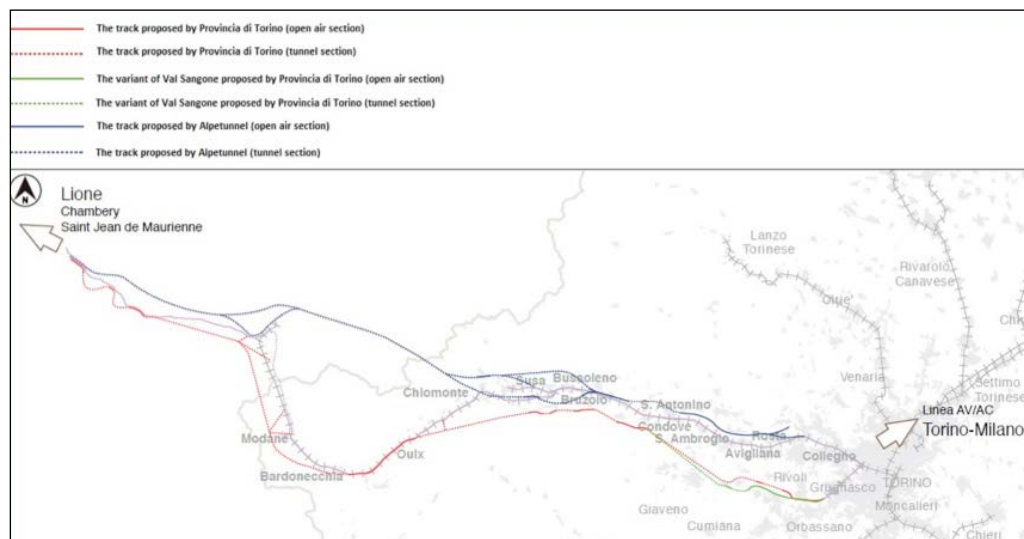 The track proposed by Provincia di Torino (open air section)
The track proposed by Provincia di Torino (tunnel section)
The variant of Val Sangone proposed by Provincia di Torino (open air section)
The variant of Val Sangone proposed by Provincia di Torino (tunnel section)
The track proposed by Alpetunnel (open air section)
The track proposed by Alpetunnel (tunnel section)
N
Lione
Chambery
Saint Jean de Maurienne
Lanzo
Torinese
Rivarolo
Canavese
Cirie'
Venaria
Settimo
Torinese
Linea AV/AC
Torino-Milano
Chiomonte
Susa
Bussoleno
Bruzolo
S. Antonino
Condove
S. Ambrogio
Rosta
Avigliana
Collegno
Modane
Bardonecchia
Oulx
Rivoli
Grugliasco
TORINO
Moncalieri
Giaveno
Cumiana
Orbassano
Chieri